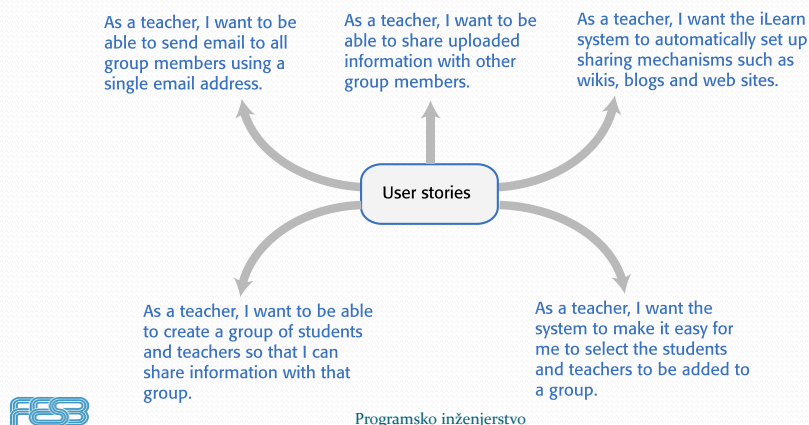 As a teacher, I want to be
able to send email to all
group members using a
single email address.
As a teacher, I want to be
able to share uploaded
information with other
group members.
As a teacher, I want the iLearn
system to automatically set up
sharing mechanisms such as
wikis, blogs and web sites.
User stories
As a teacher, I want to be able
to create a group of students
and teachers so that I can
share information with that
group.
As a teacher, I want the
system to make it easy for
me to select the students
and teachers to be added to
a group.
FESB
Programsko inženjerstvo